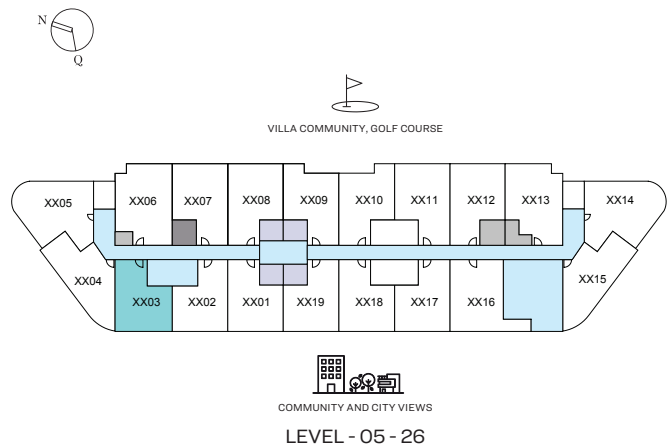 N
Q
VILLA COMMUNITY, GOLF COURSE
XX05
XX06
XX07
XX08
XX09
XX10
XX11
XX12
XX13
XX14
XX04
XX03
XX02
XX01
XX19
XX18
XX17
XX16
XX15
COMMUNITY AND CITY VIEWS
LEVEL - 05 - 26